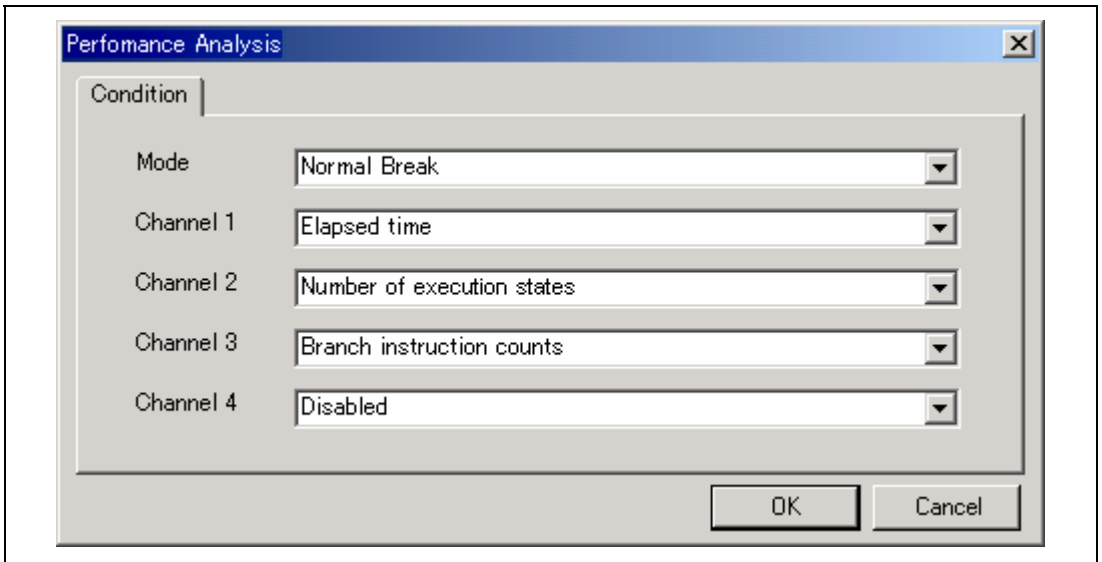 Perfomance Analysis
Condition
Mode
Normal Break
Channel 1
Elapsed time
Channel 2
Number of execution states
Channel 3
Branch instruction counts
Channel 4
Disabled
OK
Cancel